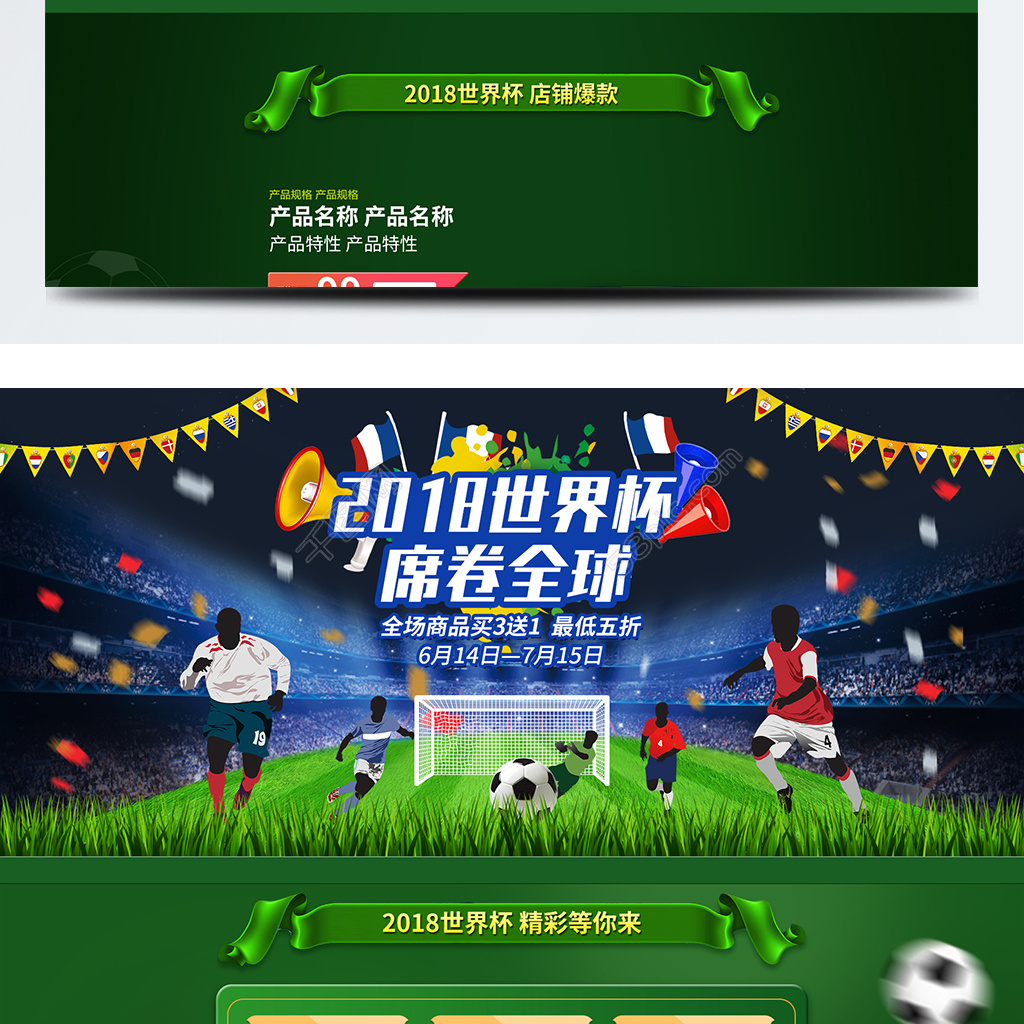 2018世界杯 店铺爆款
产品规格 产品规格
产品名称 产品名称
产品特性 产品特性
2018世界杯
席卷全球
全场商品买3送1 最低五折
6月14日—7月15日
19
4
4
2018世界杯 精彩等你来